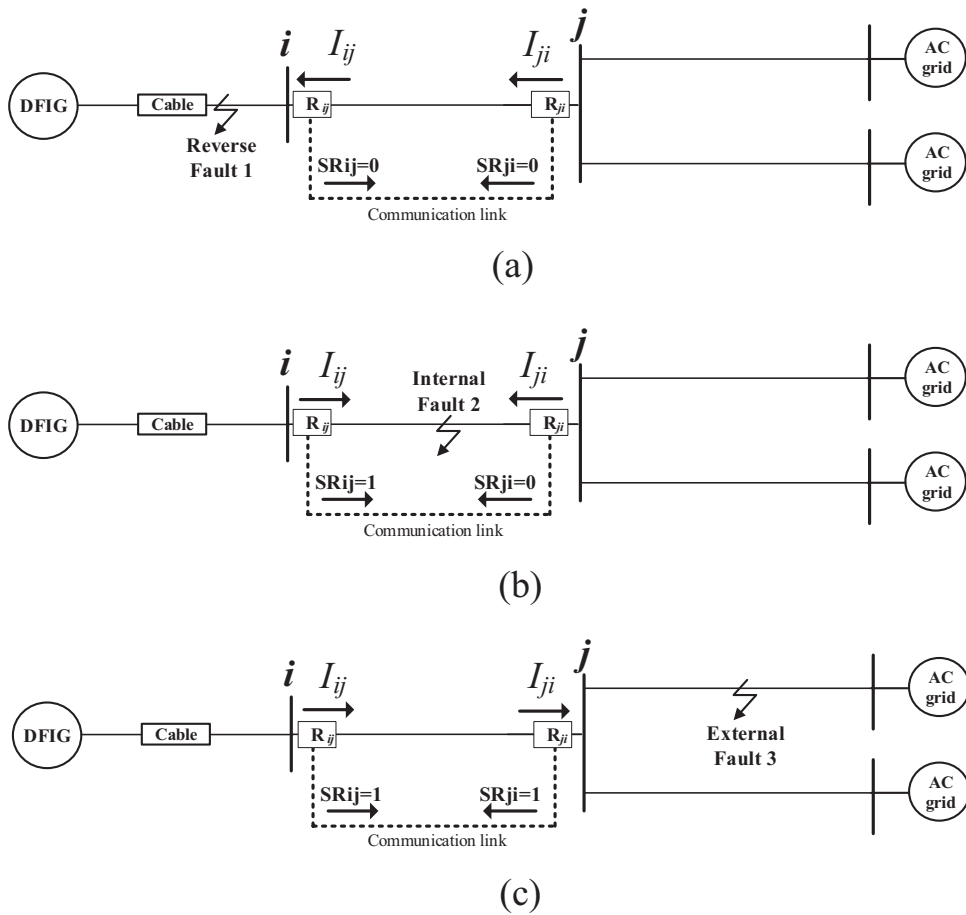 i
I_ij
I_ji
j
AC
grid
DFIG
Cable
R_ij
R_ji
Reverse
Fault 1
SRij=0
SRji=0
AC
grid
Communication link
(a)
i
I_ij
Internal
Fault 2
I_ji
j
AC
grid
DFIG
Cable
R_ij
R_ji
SRij=1
SRji=0
AC
grid
Communication link
(b)
i
I_ij
I_ji
j
AC
grid
DFIG
Cable
R_ij
R_ji
External
Fault 3
SRij=1
SRji=1
AC
grid
Communication link
(c)